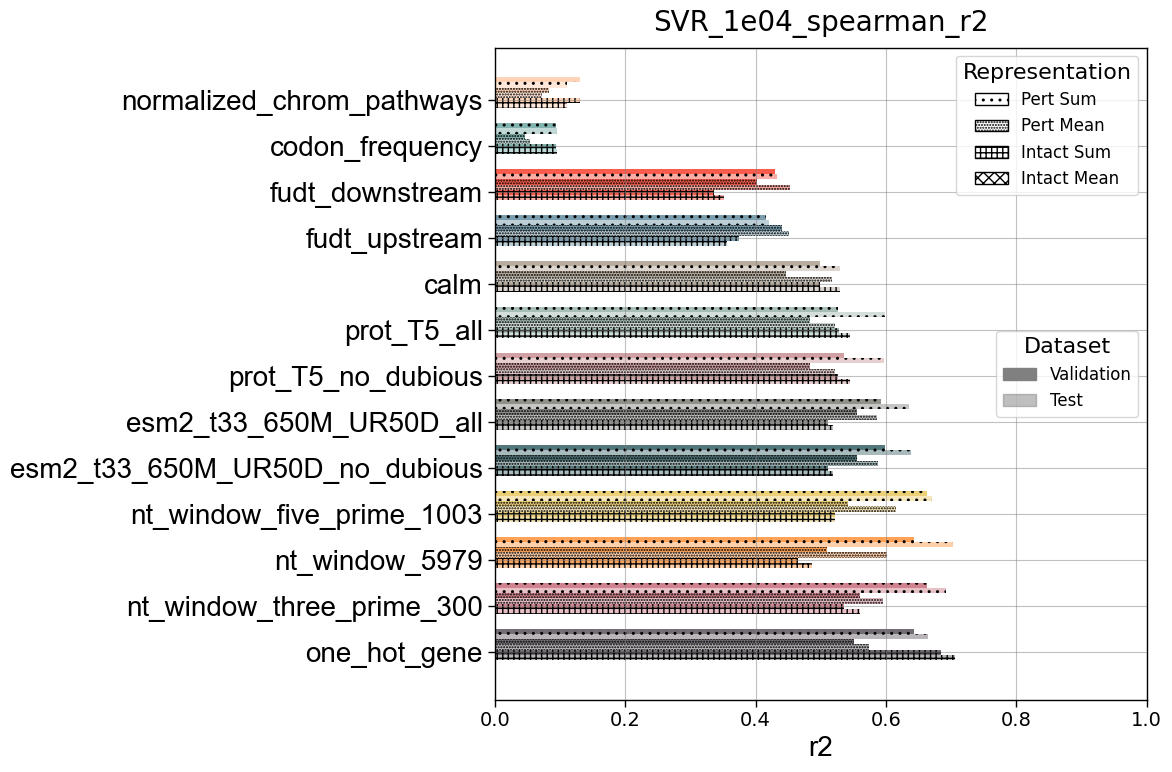 SVR_1e04_spearman_r2
Representation
Pert Sum
Pert Mean
Intact Sum
Intact Mean
Dataset
Validation
Test
normalized_chrom_pathways
codon_frequency
fudt_downstream
fudt_upstream
calm
prot_T5_all
prot_T5_no_dubious
esm2_t33_650M_UR50D_all
esm2_t33_650M_UR50D_no_dubious
nt_window_five_prime_1003
nt_window_5979
nt_window_three_prime_300
one_hot_gene
0.0 0.2 0.4 0.6 0.8 1.0
r2